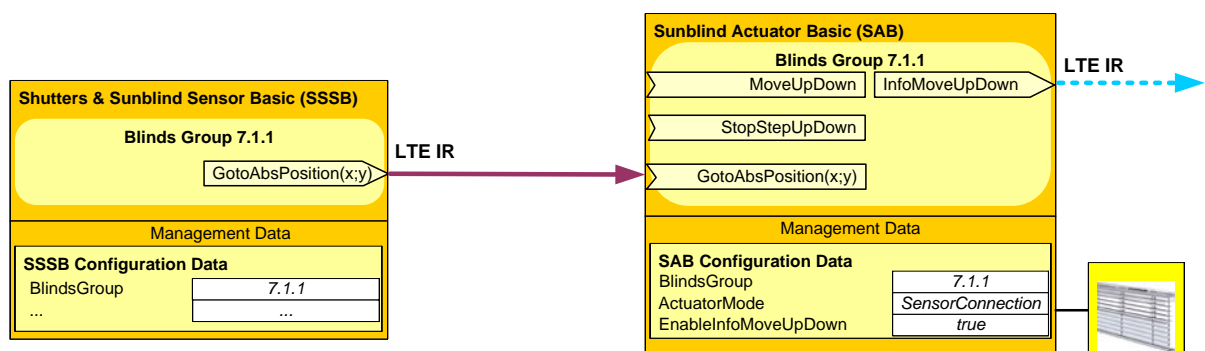 Shutters & Sunblind Sensor Basic (SSSB)
Blinds Group 7.1.1
GotoAbsPosition(x;y)
Management Data
SSSB Configuration Data
BlindsGroup 7.1.1
... ...
LTE IR
Sunblind Actuator Basic (SAB)
Blinds Group 7.1.1
MoveUpDown InfoMoveUpDown
StopStepUpDown
GotoAbsPosition(x;y)
Management Data
SAB Configuration Data
BlindsGroup 7.1.1
ActuatorMode SensorConnection
EnableInfoMoveUpDown true
LTE IR